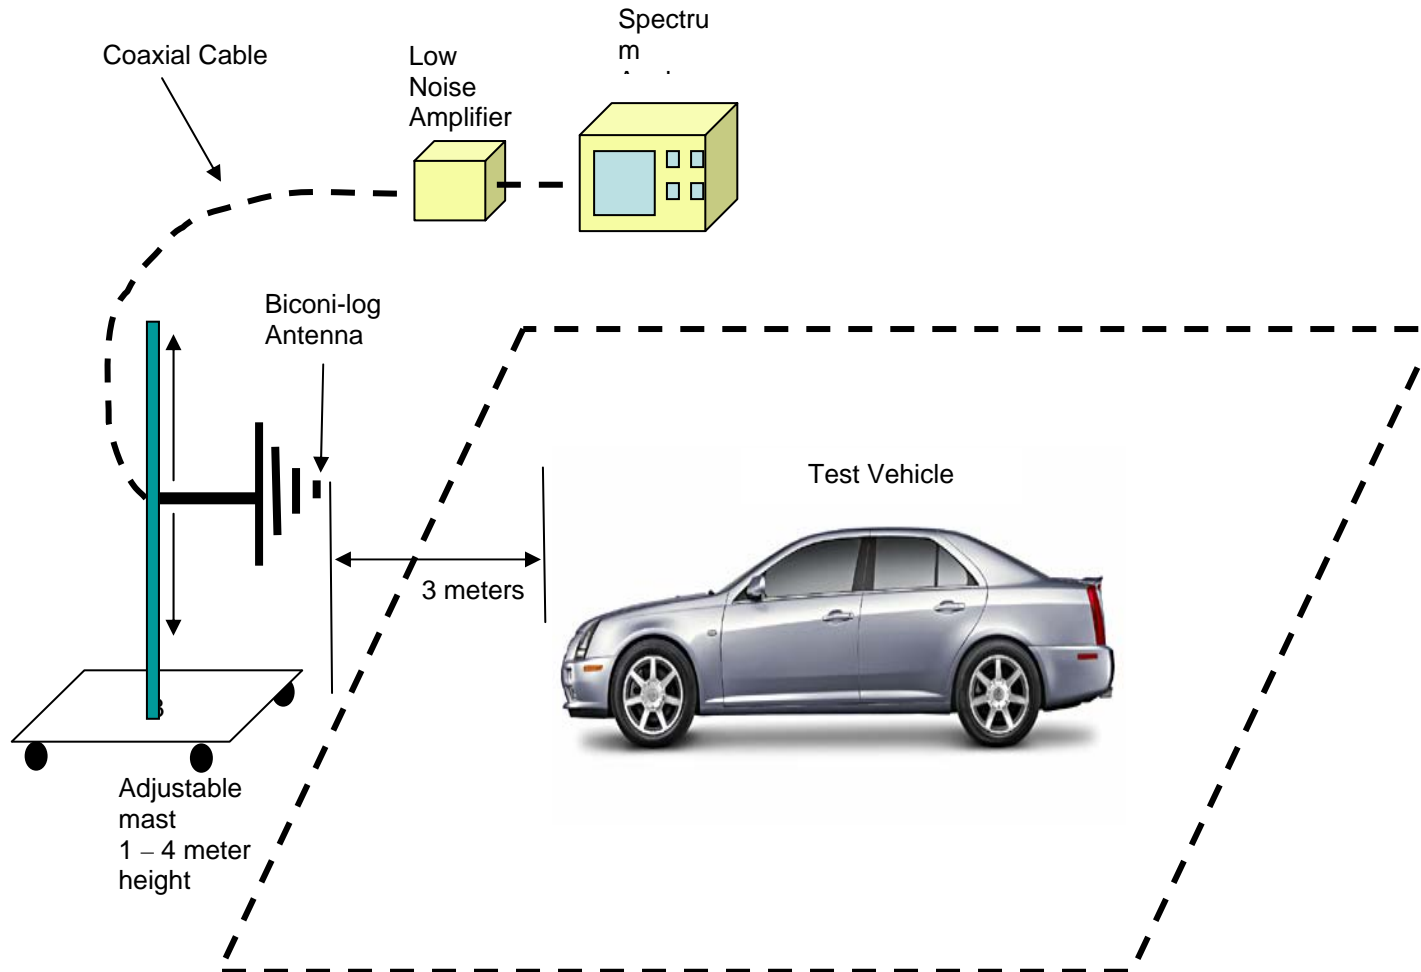 Spectru
m
Coaxial Cable
Low
Noise
Amplifier
Biconi-log
Antenna
Test Vehicle
3 meters
Adjustable
mast
1 – 4 meter
height